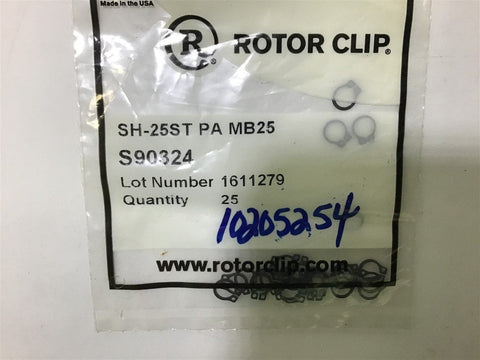 Made in the USA
R ROTOR CLIP®
SH-25ST PA MB25
S90324
Lot Number 1611279
Quantity 25
10205254
www.rotorclip.com